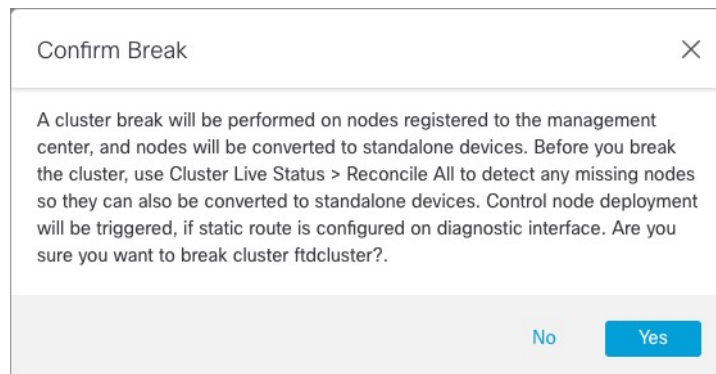 Confirm Break
A cluster break will be performed on nodes registered to the management
center, and nodes will be converted to standalone devices. Before you break
the cluster, use Cluster Live Status > Reconcile All to detect any missing nodes
so they can also be converted to standalone devices. Control node deployment
will be triggered, if static route is configured on diagnostic interface. Are you
sure you want to break cluster ftdcluster?.
No Yes